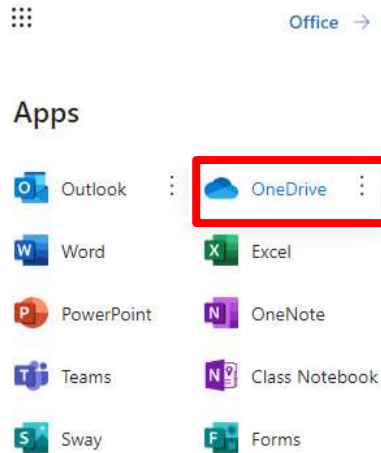 Office →
Apps
Outlook OneDrive
Word Excel
PowerPoint OneNote
Teams Class Notebook
Sway Forms